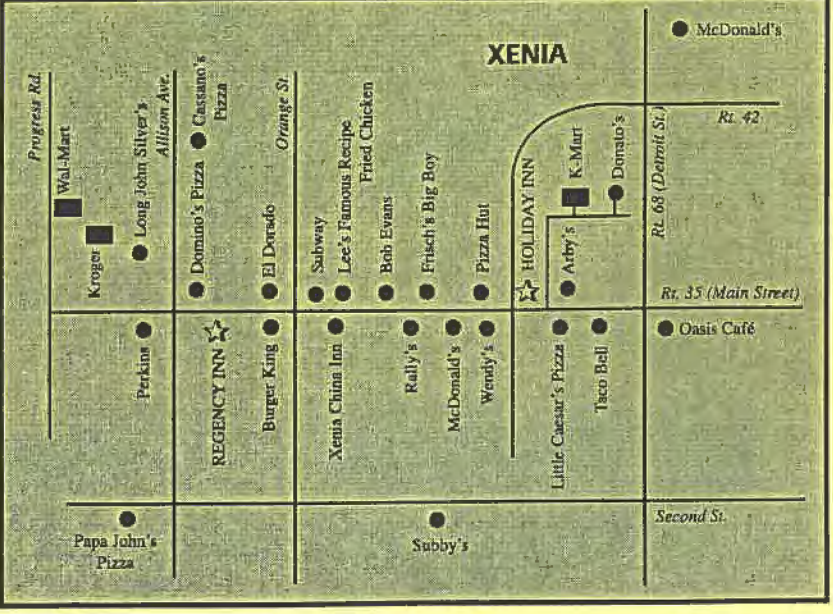 McDonald's
XENIA
Rt. 42
Progress Rd.
Wal-Mart
Kroger
Long John Silver's
Allison Ave.
Domino's Pizza
Cassano's
Pizza
El Dorado
Orange St.
Subway
Lee's Famous Recipe
Fried Chicken
Bob Evans
Frisch's Big Boy
Pizza Hut
HOLIDAY INN
Arby's
K-Mart
Donato's
Rt. 68 (Detroit St.)
Rt. 35 (Main Street)
Perkins
REGENCY INN
Burger King
Xenia China Inn
Rally's
McDonald's
Wendy's
Little Caesar's Pizza
Taco Bell
Oasis Café
Second St.
Papa John's
Pizza
Subby's